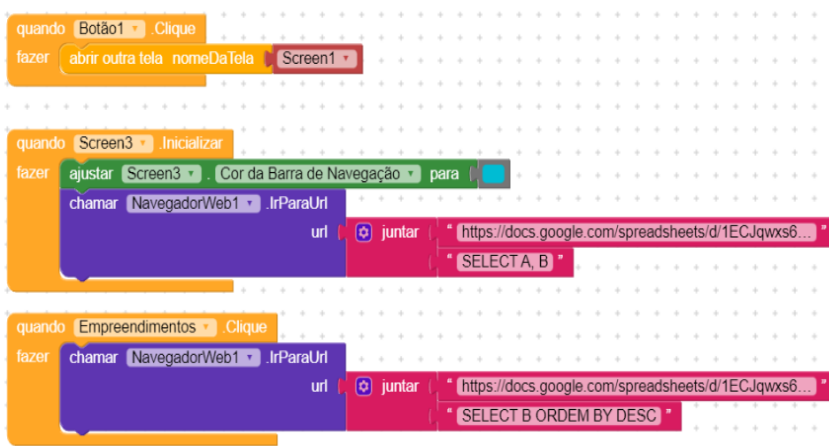 quando Botão1 .Clique
fazer abrir outra tela nomeDaTela Screen1
quando Screen3 .Inicializar
fazer ajustar Screen3 . Cor da Barra de Navegação para
chamar NavegadorWeb1 .IrParaUrl
url juntar " https://docs.google.com/spreadsheets/d/1ECJqwxs6... "
" SELECT A, B "
quando Empreendimentos .Clique
fazer chamar NavegadorWeb1 .IrParaUrl
url juntar " https://docs.google.com/spreadsheets/d/1ECJqwxs6... "
" SELECT B ORDEM BY DESC "